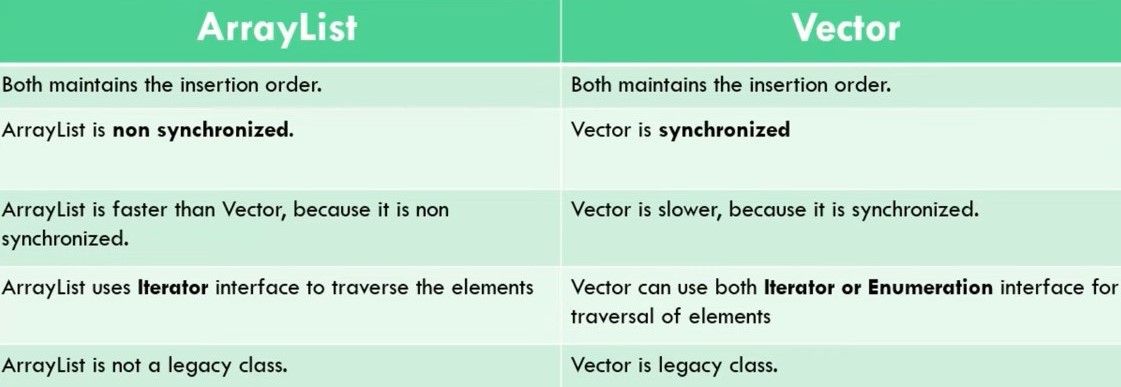 ArrayList Vector
Both maintains the insertion order. Both maintains the insertion order.
ArrayList is non synchronized. Vector is synchronized
ArrayList is faster than Vector, because it is non Vector is slower, because it is synchronized.
synchronized.
ArrayList uses Iterator interface to traverse the elements Vector can use both Iterator or Enumeration interface for
traversal of elements
ArrayList is not a legacy class. Vector is legacy class.